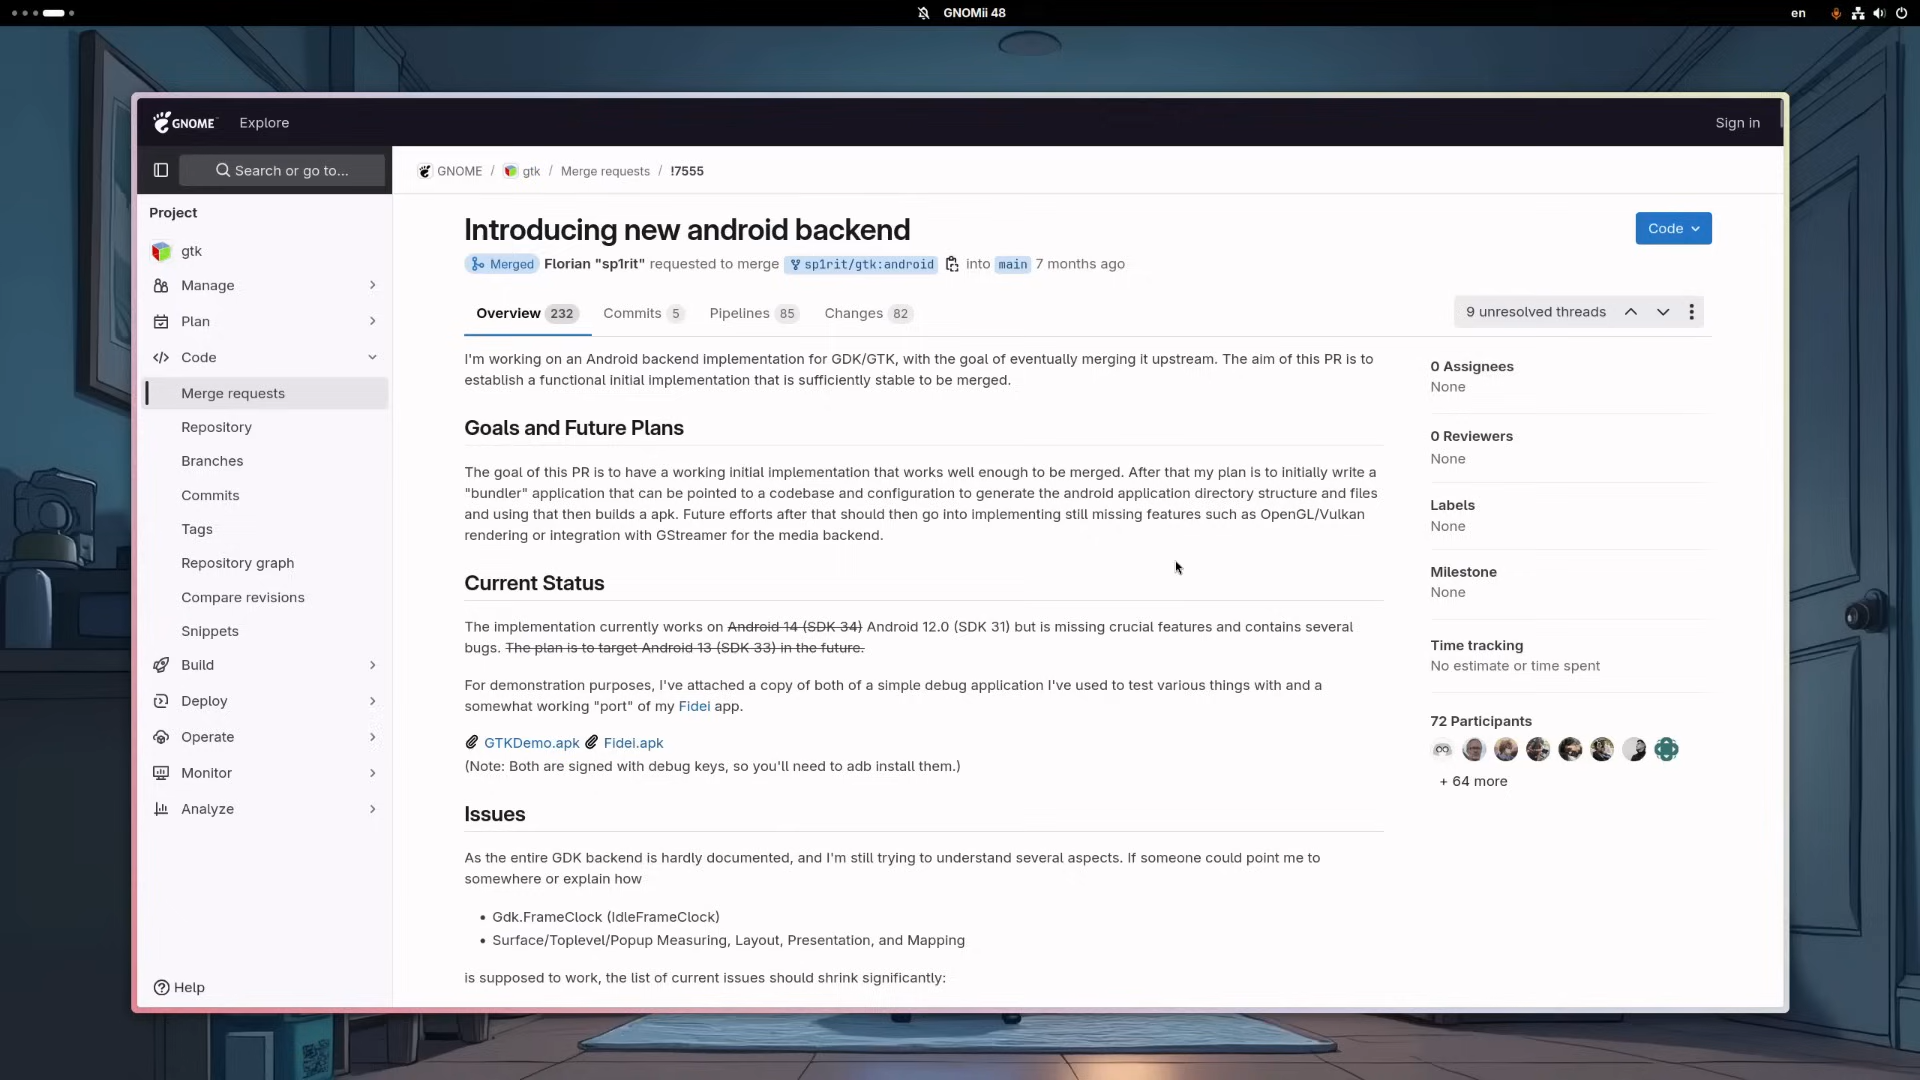 GNOMii 48
en
GNOME Explore Sign in
Search or go to...
GNOME / gtk / Merge requests / !7555
Project
gtk
Manage
Plan
Code
Merge requests
Repository
Branches
Commits
Tags
Repository graph
Compare revisions
Snippets
Build
Deploy
Operate
Monitor
Analyze
Help
Introducing new android backend
Code
Merged Florian "sp1rit" requested to merge sp1rit/gtk:android into main 7 months ago
Overview 232 Commits 5 Pipelines 85 Changes 82
9 unresolved threads
I'm working on an Android backend implementation for GDK/GTK, with the goal of eventually merging it upstream. The aim of this PR is to
establish a functional initial implementation that is sufficiently stable to be merged.
Goals and Future Plans
The goal of this PR is to have a working initial implementation that works well enough to be merged. After that my plan is to initially write a
"bundler" application that can be pointed to a codebase and configuration to generate the android application directory structure and files
and using that then builds a apk. Future efforts after that should then go into implementing still missing features such as OpenGL/Vulkan
rendering or integration with GStreamer for the media backend.
Current Status
The implementation currently works on Android 14 (SDK 34) Android 12.0 (SDK 31) but is missing crucial features and contains several
bugs. The plan is to target Android 13 (SDK 33) in the future.
For demonstration purposes, I've attached a copy of both of a simple debug application I've used to test various things with and a
somewhat working "port" of my Fidei app.
GTKDemo.apk Fidei.apk
(Note: Both are signed with debug keys, so you'll need to adb install them.)
Issues
As the entire GDK backend is hardly documented, and I'm still trying to understand several aspects. If someone could point me to
somewhere or explain how
• Gdk.FrameClock (IdleFrameClock)
• Surface/Toplevel/Popup Measuring, Layout, Presentation, and Mapping
is supposed to work, the list of current issues should shrink significantly:
0 Assignees
None
0 Reviewers
None
Labels
None
Milestone
None
Time tracking
No estimate or time spent
72 Participants
+ 64 more